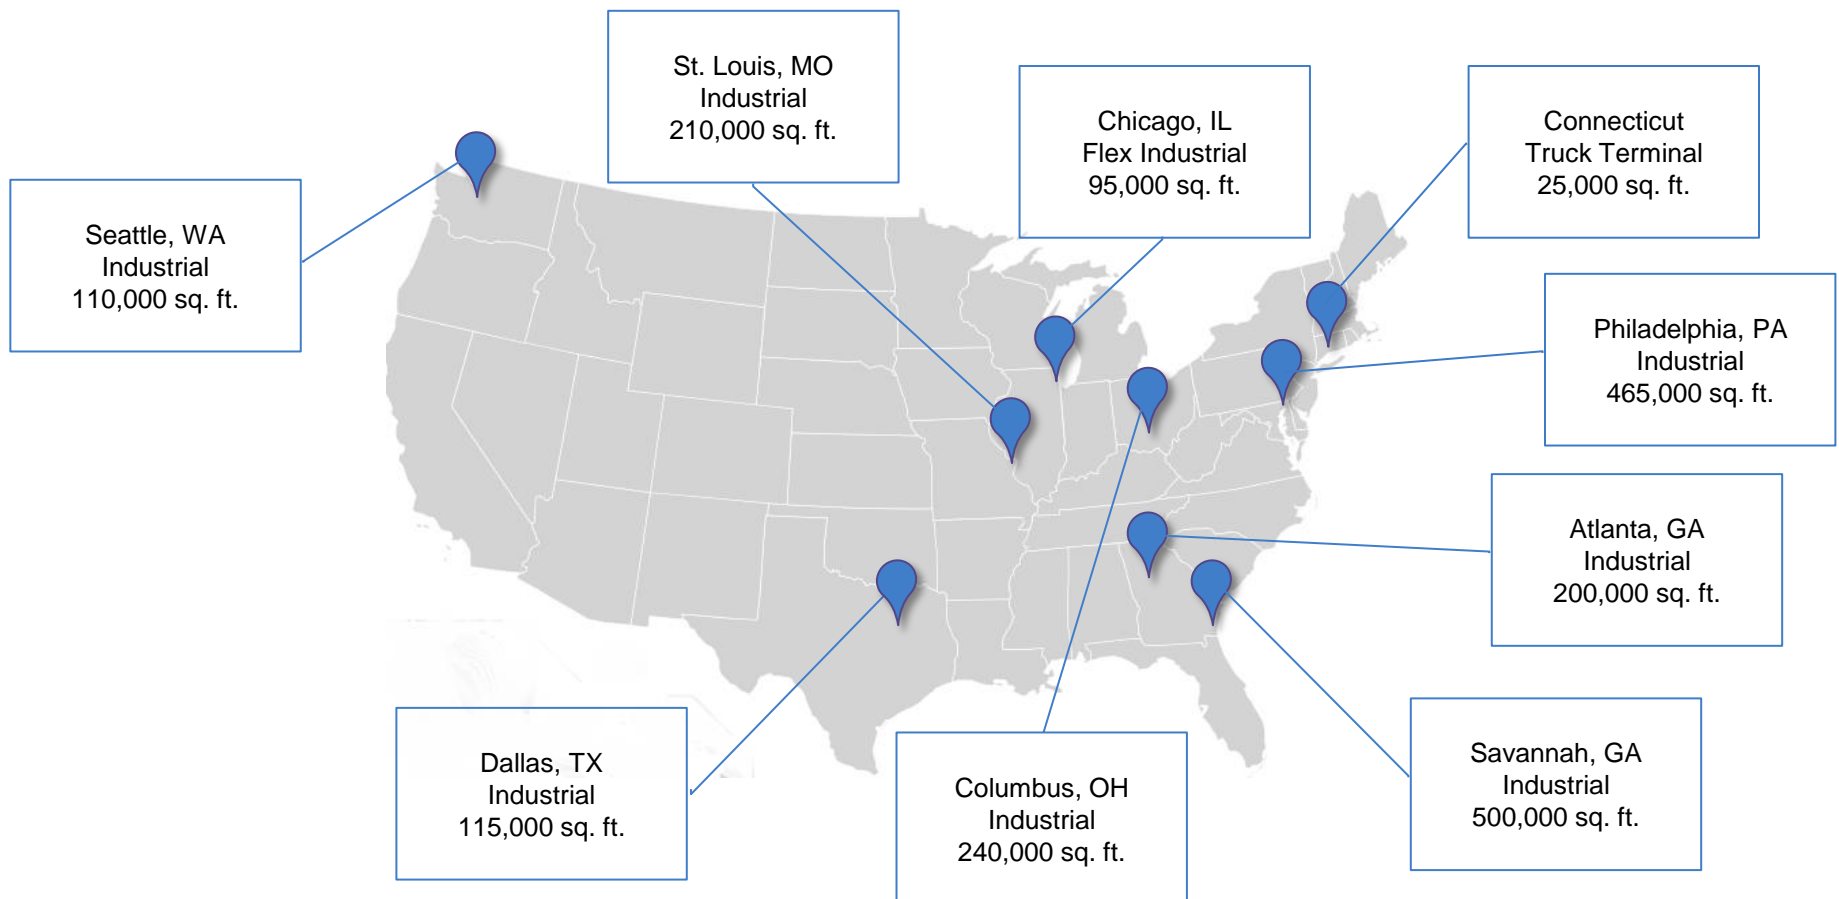 St. Louis, MO
Industrial
210,000 sq. ft.
Chicago, IL
Flex Industrial
95,000 sq. ft.
Connecticut
Truck Terminal
25,000 sq. ft.
Seattle, WA
Industrial
110,000 sq. ft.
Philadelphia, PA
Industrial
465,000 sq. ft.
Atlanta, GA
Industrial
200,000 sq. ft.
Dallas, TX
Industrial
115,000 sq. ft.
Columbus, OH
Industrial
240,000 sq. ft.
Savannah, GA
Industrial
500,000 sq. ft.